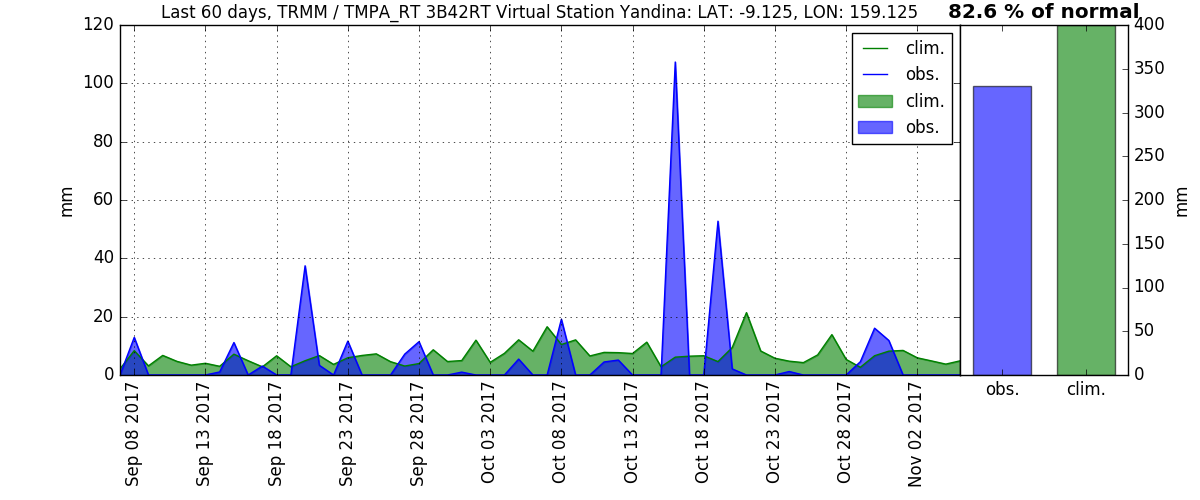 Last 60 days, TRMM / TMPA_RT 3B42RT Virtual Station Yandina: LAT: -9.125, LON: 159.125
82.6 % of normal
mm
120
100
80
60
40
20
0
clim.
obs.
clim.
obs.
400
350
300
250
200
150
100
50
0
mm
Sep 08 2017
Sep 13 2017
Sep 18 2017
Sep 23 2017
Sep 28 2017
Oct 03 2017
Oct 08 2017
Oct 13 2017
Oct 18 2017
Oct 23 2017
Oct 28 2017
Nov 02 2017
obs.
clim.